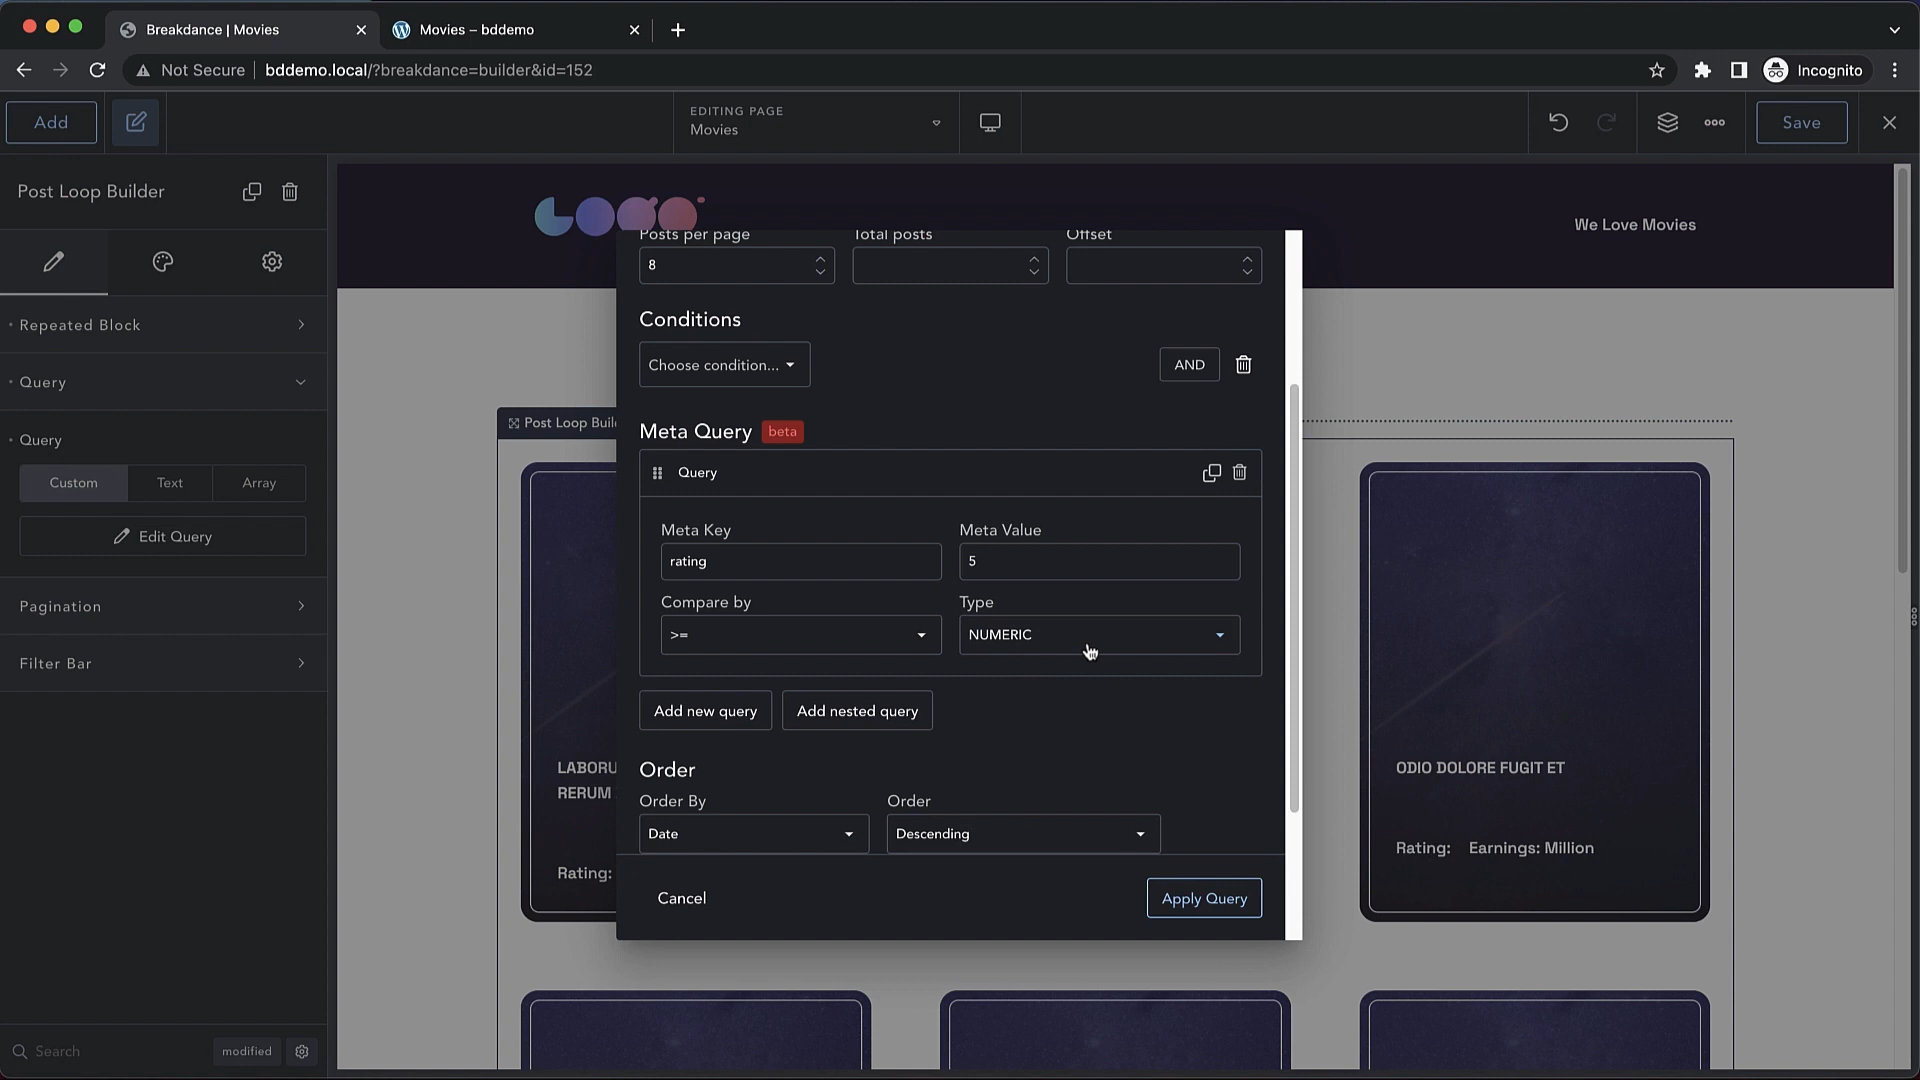 Breakdance | Movies
Movies – bddemo
Not Secure
bddemo.local/?breakdance=builder&id=152
Incognito
Add
EDITING PAGE
Movies
Save
Post Loop Builder
Repeated Block
Query
Query
Custom
Text
Array
Edit Query
Pagination
Filter Bar
Search
modified
LOGO
We Love Movies
Posts per page
Total posts
Offset
8
Conditions
Choose condition...
AND
Post Loop Buil
Meta Query
beta
Query
Meta Key
Meta Value
rating
5
Compare by
Type
>=
NUMERIC
Add new query
Add nested query
Order
Order By
Order
Date
Descending
Cancel
Apply Query
LABORU
RERUM
Rating:
ODIO DOLORE FUGIT ET
Rating:
Earnings: Million